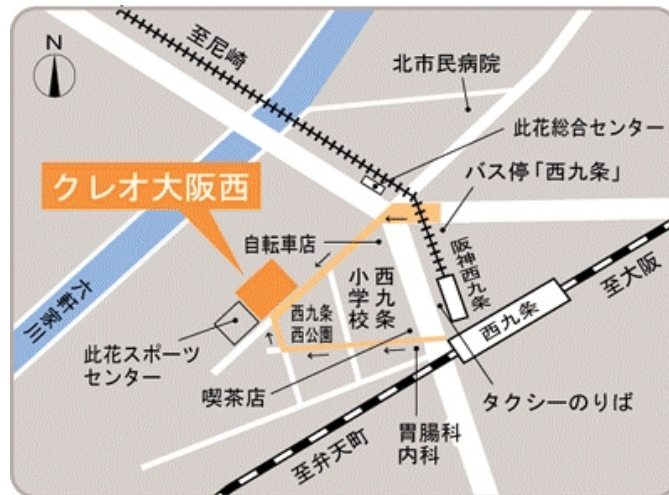 N
至尼崎
北市民病院
此花総合センター
バス停「西九条」
クレオ大阪西
自転車店
阪神西九条
至大阪
六軒家川
西九条
小学校
西九条
西公園
西九条
此花スポーツ
センター
喫茶店
タクシーのりば
胃腸科
内科
至弁天町